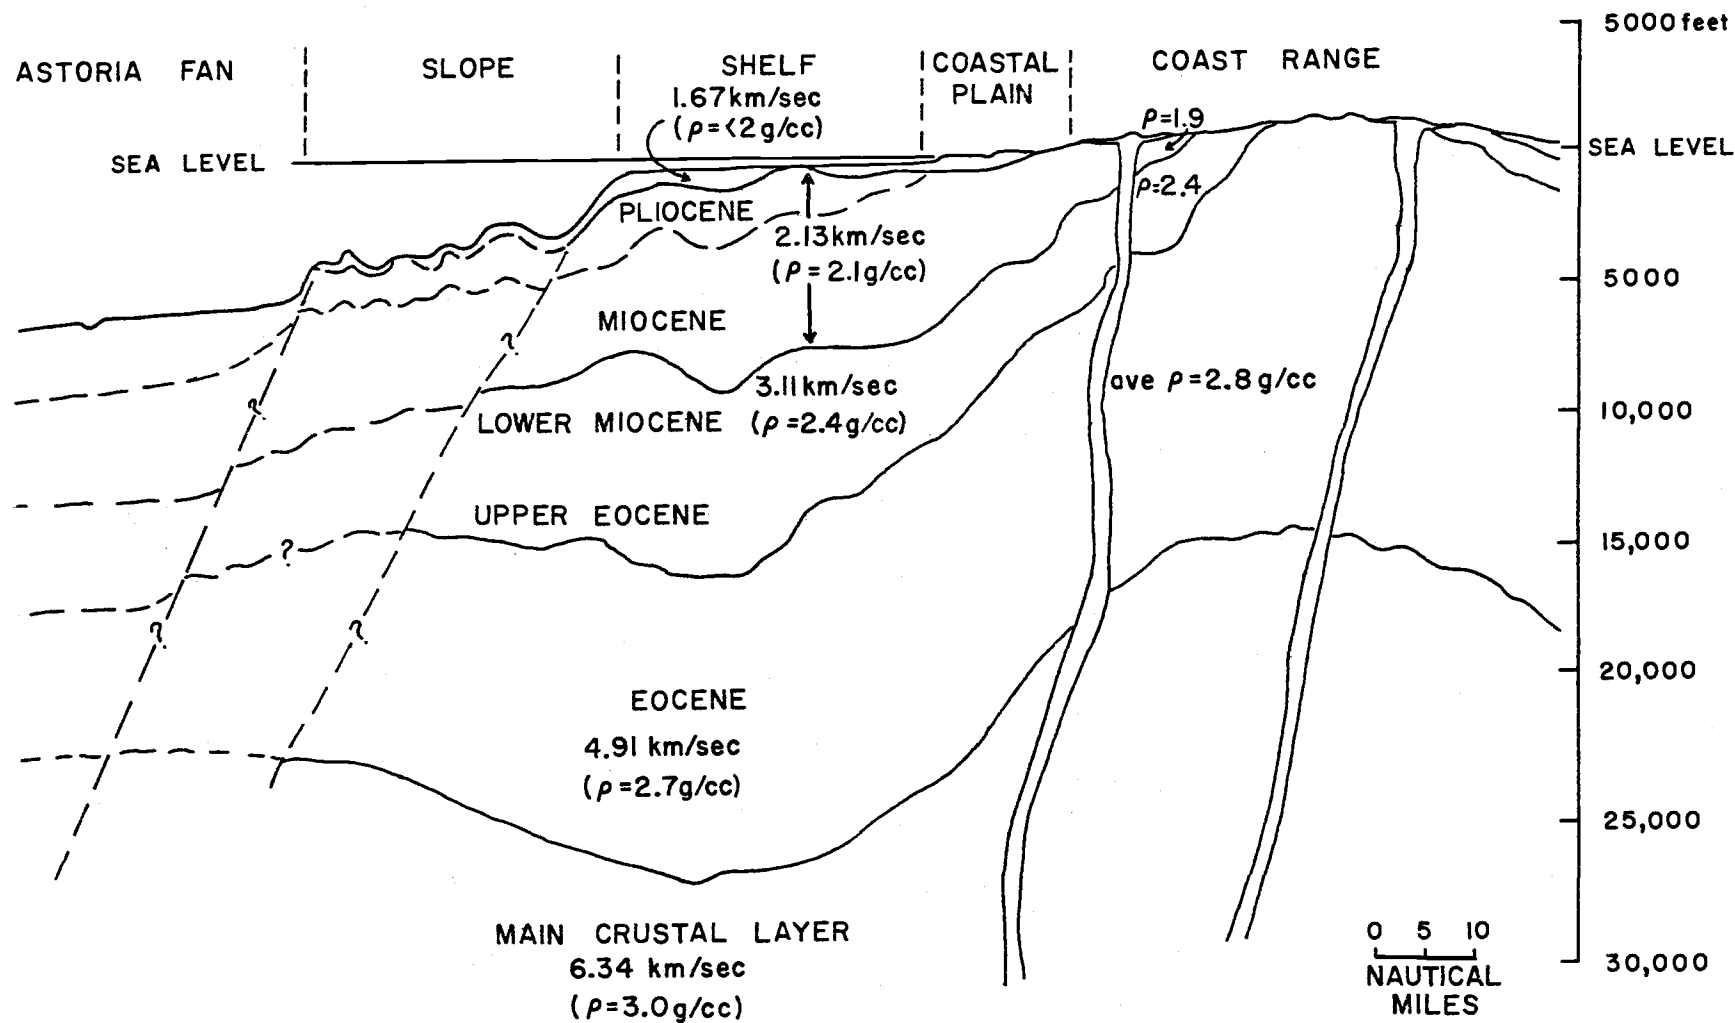 5000 feet
ASTORIA FAN
SLOPE
SHELF
COASTAL
PLAIN
COAST RANGE
1.67 km/sec
(ρ=<2 g/cc)
ρ=1.9
SEA LEVEL
SEA LEVEL
ρ=2.4
PLIOCENE
2.13 km/sec
(ρ=2.1 g/cc)
5000
MIOCENE
?
?
3.11 km/sec
(ρ=2.4 g/cc)
ave ρ=2.8 g/cc
LOWER MIOCENE
10,000
UPPER EOCENE
?
15,000
?
?
20,000
EOCENE
4.91 km/sec
(ρ=2.7g/cc)
25,000
MAIN CRUSTAL LAYER
6.34 km/sec
(ρ=3.0 g/cc)
0 5 10
NAUTICAL
MILES
30,000